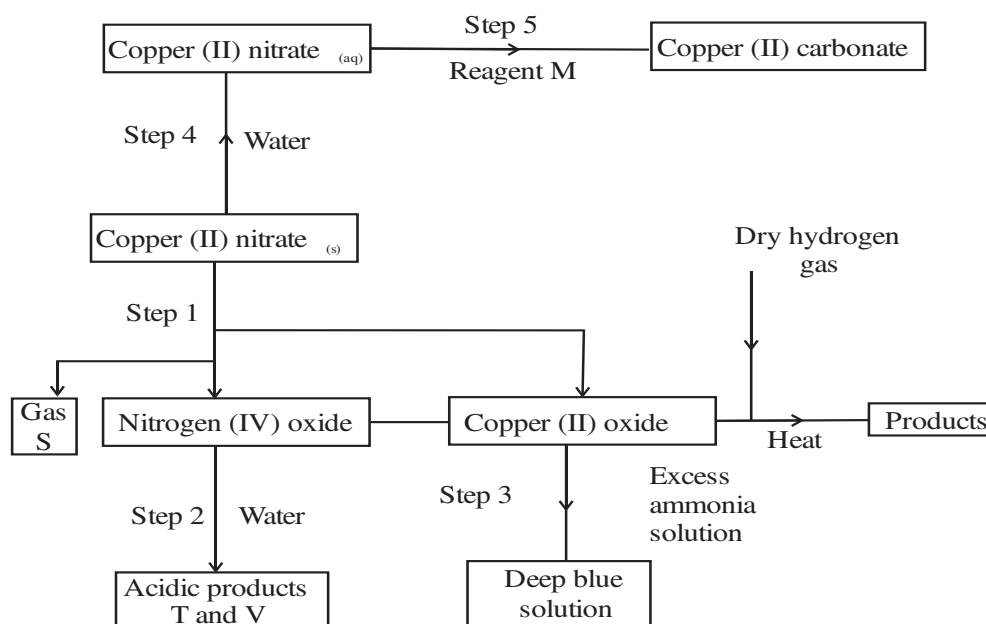 Step 5
Copper (II) nitrate (aq)
Copper (II) carbonate
Reagent M
Step 4
Water
Copper (II) nitrate (s)
Dry hydrogen
gas
Step 1
Gas
S
Nitrogen (IV) oxide
Copper (II) oxide
Products
Heat
Step 2
Water
Step 3
Excess
ammonia
solution
Acidic products
T and V
Deep blue
solution